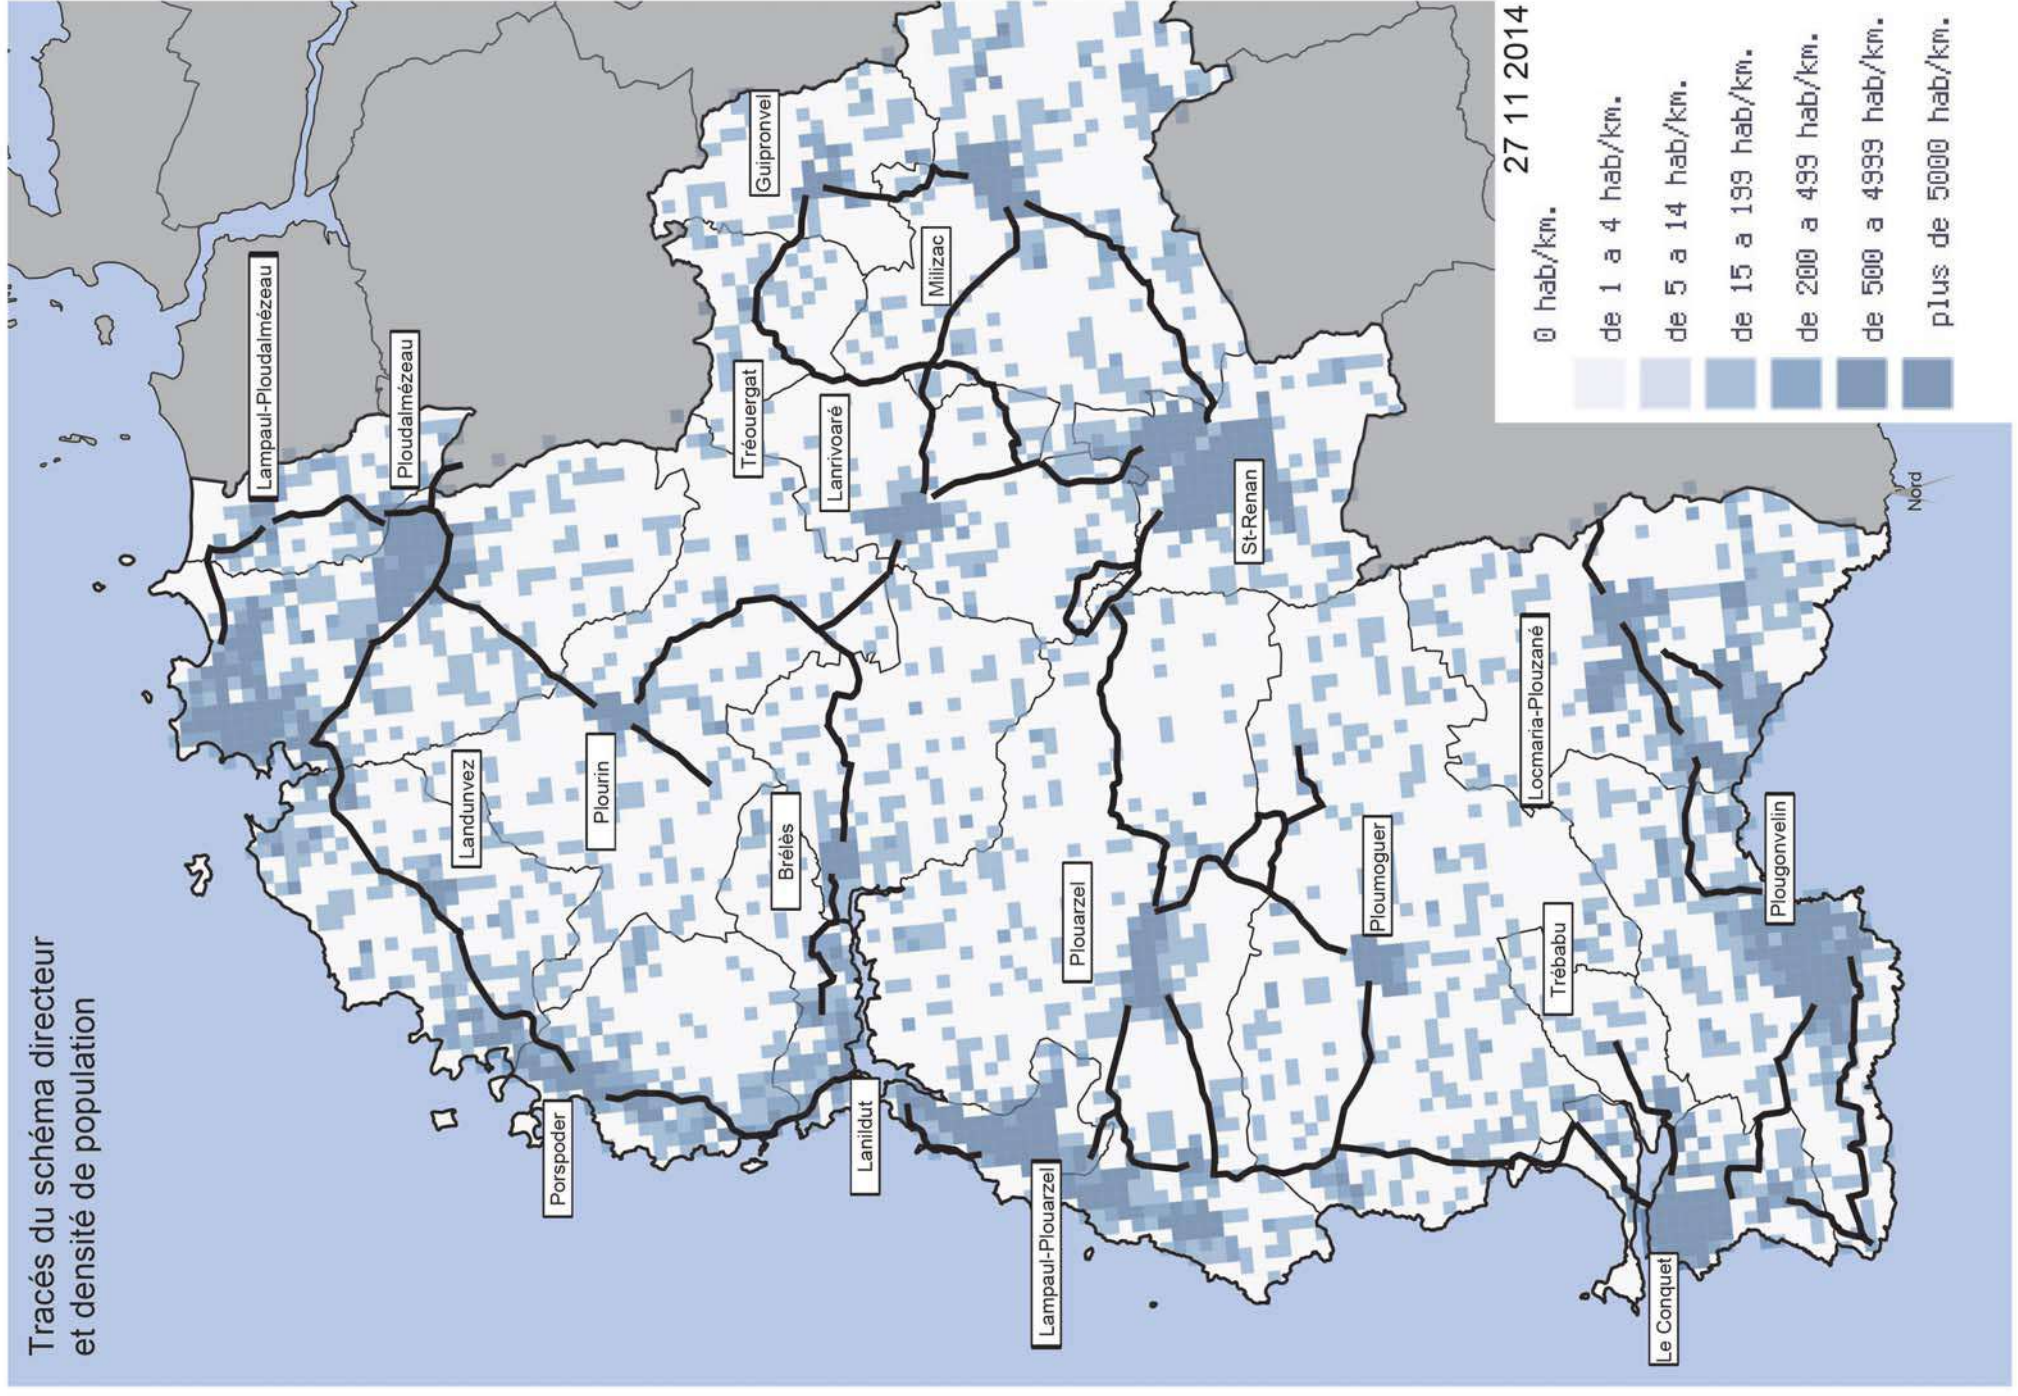 Tracés du schéma directeur
et densité de population
Lampaul-Ploudalmézeau
Ploudalmézeau
Guipronvel
Milizac
Tréouergat
Lanrivoaré
St-Renan
Landunvez
Plourin
Brélès
Porspoder
Lanildut
Lampaul-Plouarzel
Plouarzel
Ploumoguer
Locmaria-Plouzané
Trébabu
Plougonvelin
Le Conquet
Nord
27 11 2014
0 hab/km.
de 1 a 4 hab/km.
de 5 a 14 hab/km.
de 15 a 199 hab/km.
de 200 a 499 hab/km.
de 500 a 4999 hab/km.
plus de 5000 hab/km.